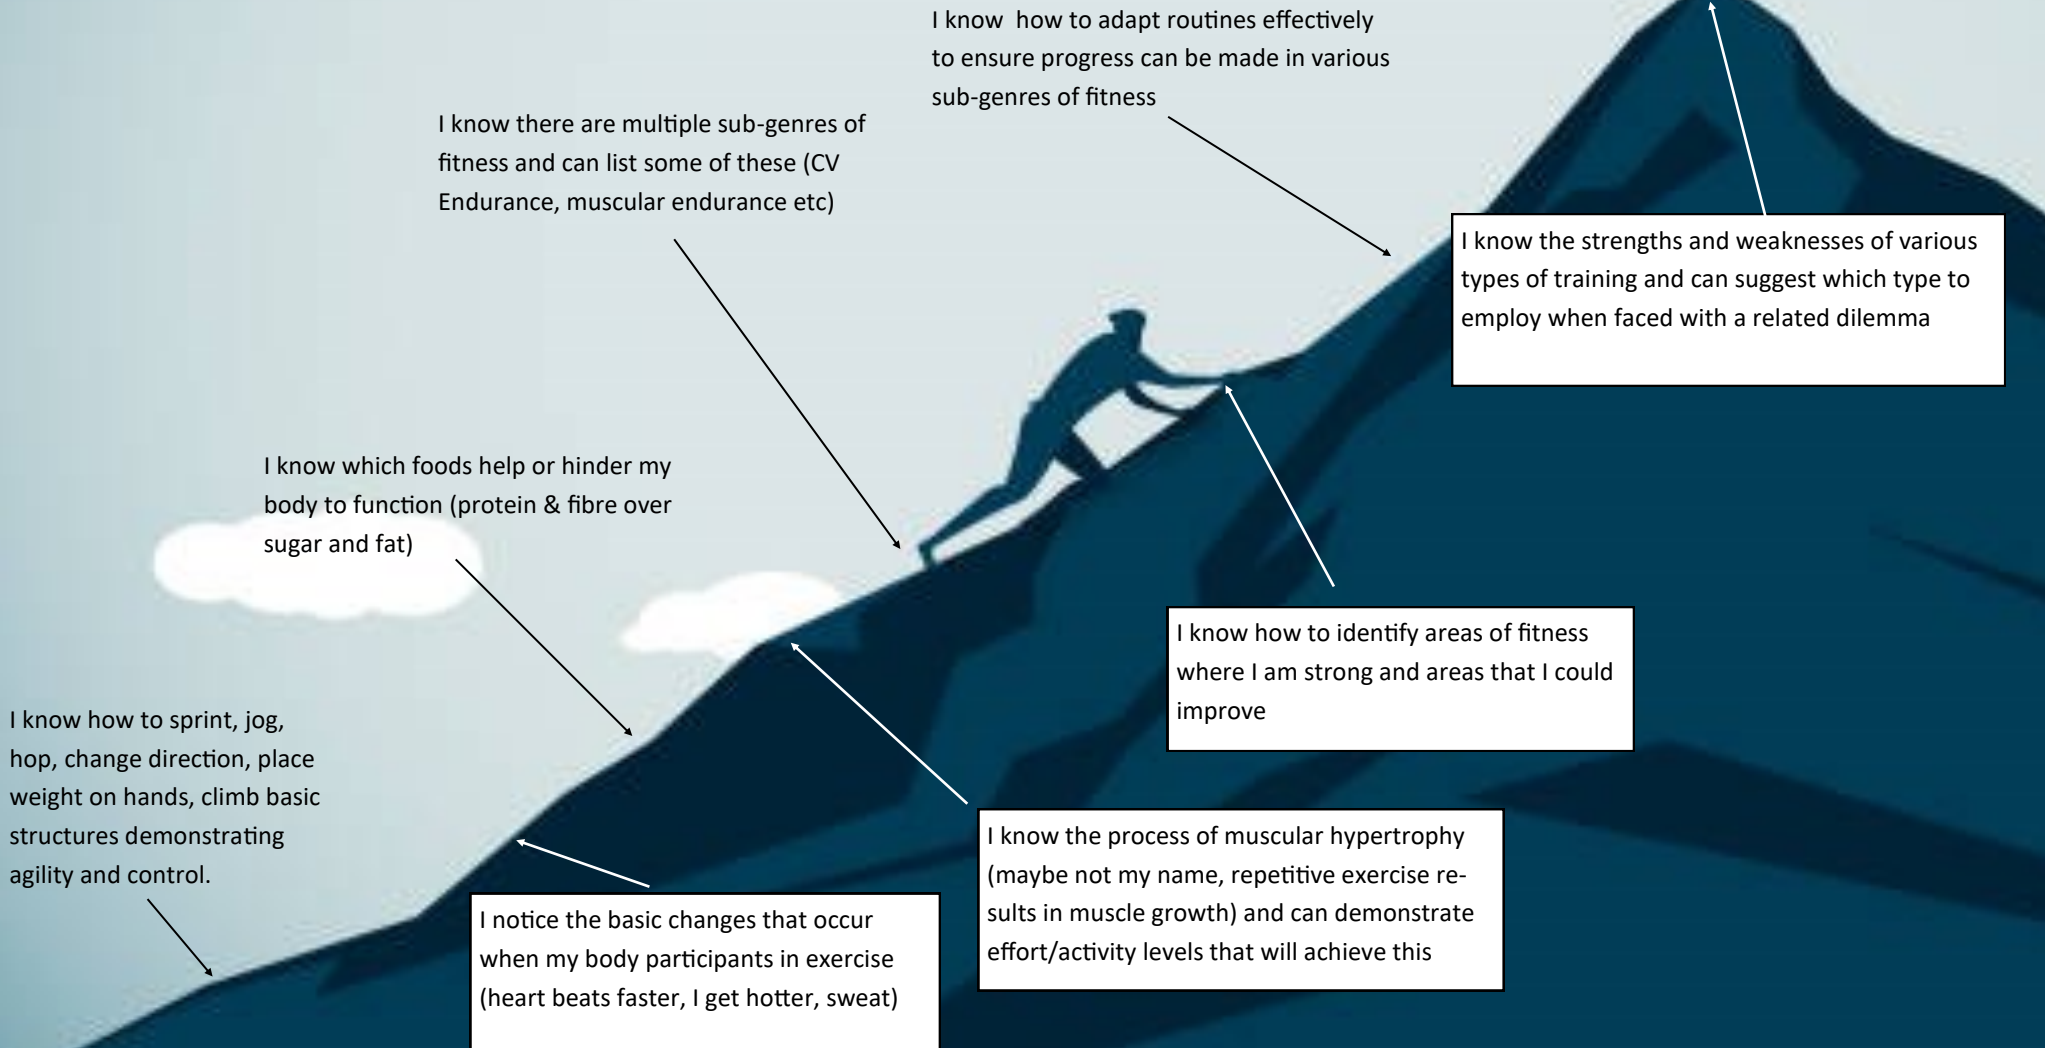 I know  how to adapt routines effectively
to ensure progress can be made in various
sub-genres of fitness
I know there are multiple sub-genres of
fitness and can list some of these (CV
Endurance, muscular endurance etc)
I know the strengths and weaknesses of various
types of training and can suggest which type to
employ when faced with a related dilemma
I know which foods help or hinder my
body to function (protein & fibre over
sugar and fat)
I know how to identify areas of fitness
where I am strong and areas that I could
improve
I know how to sprint, jog,
hop, change direction, place
weight on hands, climb basic
structures demonstrating
agility and control.
I know the process of muscular hypertrophy
(maybe not my name, repetitive exercise re-
sults in muscle growth) and can demonstrate
effort/activity levels that will achieve this
I notice the basic changes that occur
when my body participants in exercise
(heart beats faster, I get hotter, sweat)